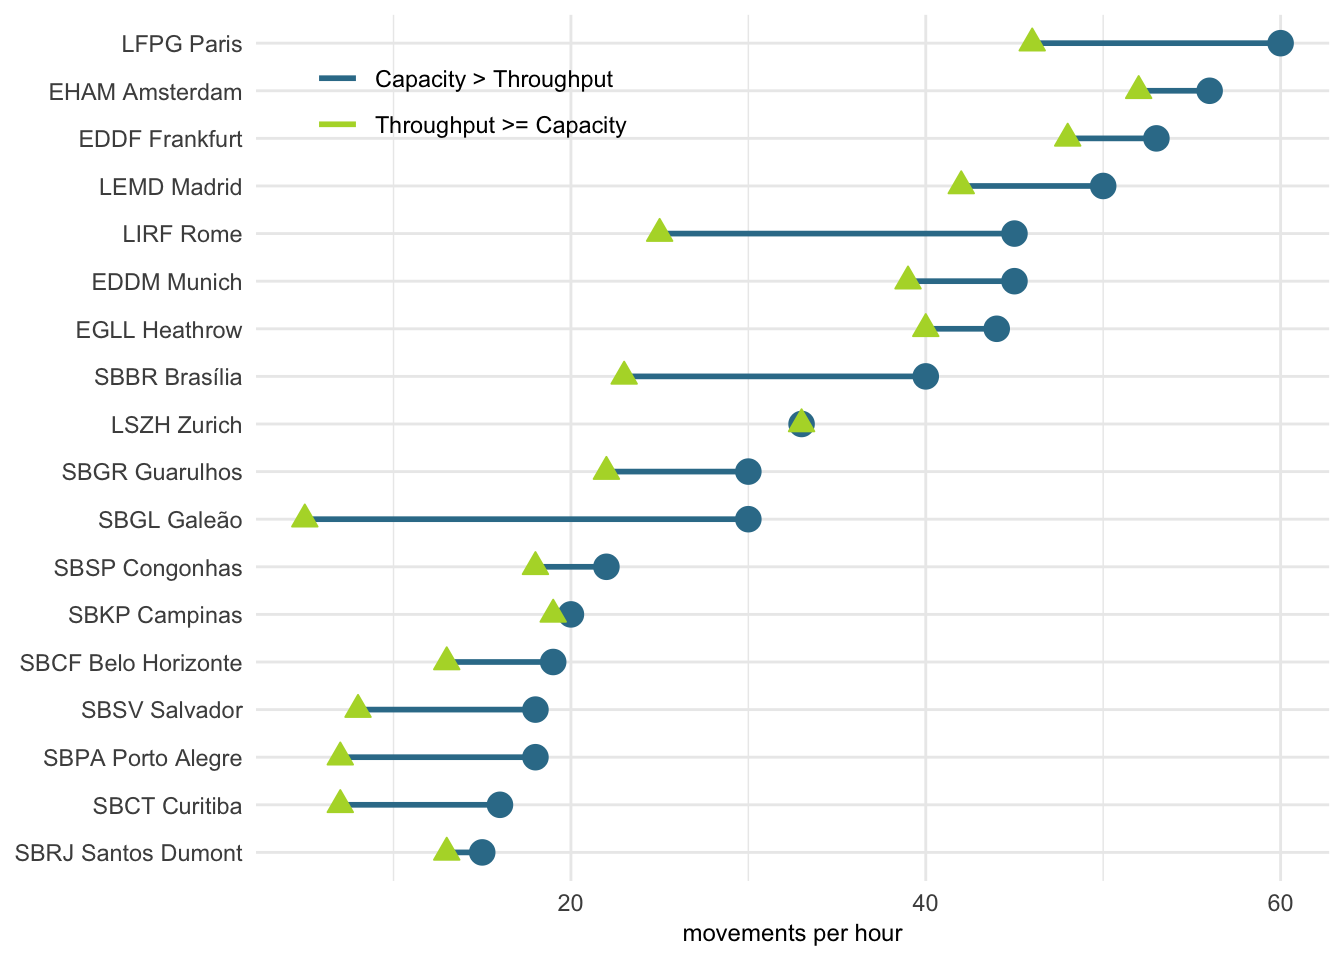 LFPG Paris
Capacity > Throughput
EHAM Amsterdam
Throughput >= Capacity
EDDF Frankfurt
LEMD Madrid
LIRF Rome
EDDM Munich
EGLL Heathrow
SBBR Brasília
LSZH Zurich
SBGR Guarulhos
SBGL Galeão
SBSP Congonhas
SBKP Campinas
SBCF Belo Horizonte
SBSV Salvador
SBPA Porto Alegre
SBCT Curitiba
SBRJ Santos Dumont
20 40 60
movements per hour